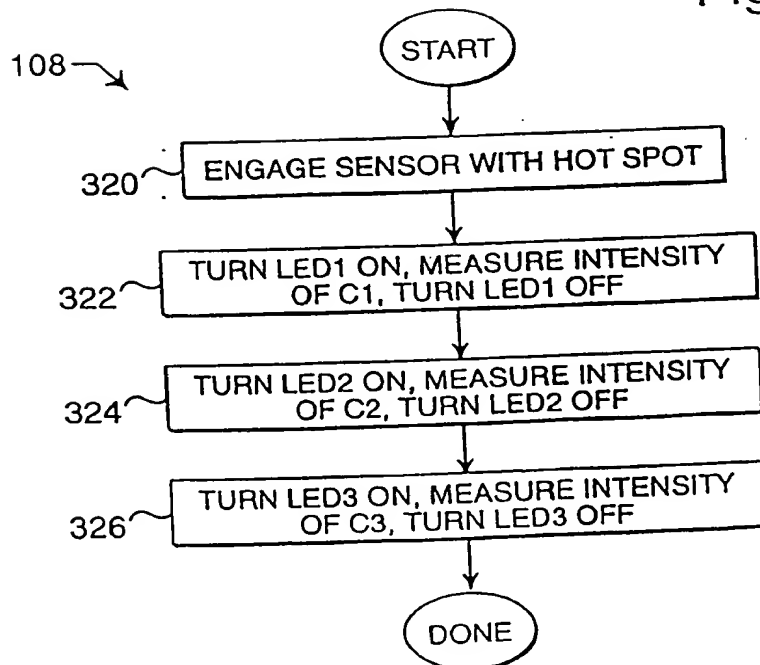 Fig
START
108
ENGAGE SENSOR WITH HOT SPOT
320
TURN LED1 ON, MEASURE INTENSITY
OF C1, TURN LED1 OFF
322
TURN LED2 ON, MEASURE INTENSITY
OF C2, TURN LED2 OFF
324
TURN LED3 ON, MEASURE INTENSITY
OF C3, TURN LED3 OFF
326
DONE